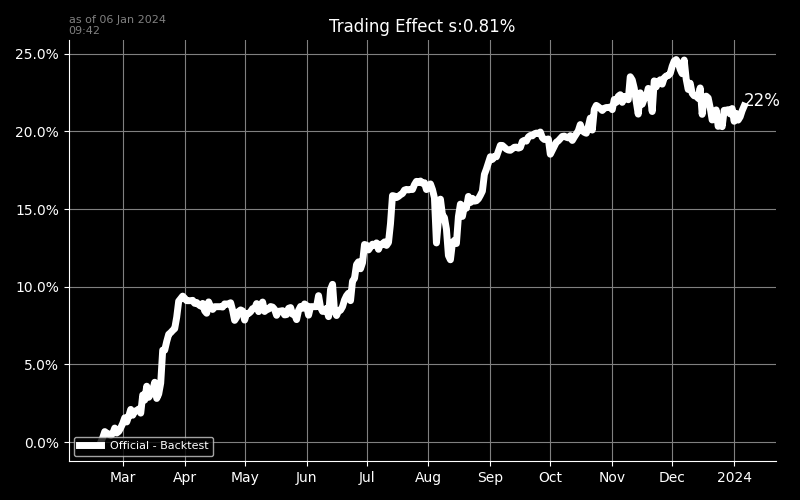 as of 06 Jan 2024
09:42
Trading Effect s:0.81%
25.0%
20.0%
15.0%
10.0%
5.0%
0.0%
22%
Official - Backtest
Mar Apr May Jun Jul Aug Sep Oct Nov Dec 2024